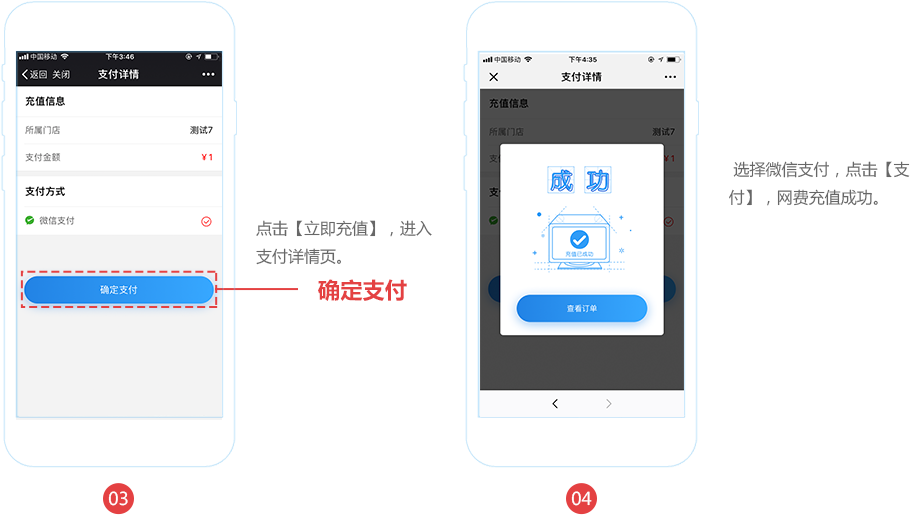 中国移动 下午3:46
返回 关闭 支付详情
充值信息
所属门店 测试7
支付金额 ¥1
支付方式
微信支付
确定支付
点击【立即充值】，进入
支付详情页。
确定支付
03
中国移动 下午4:35
支付详情
充值信息
所属门店 测试7
支 ¥1
支
成功
充值已成功
查看订单
选择微信支付，点击【支
付】，网费充值成功。
04